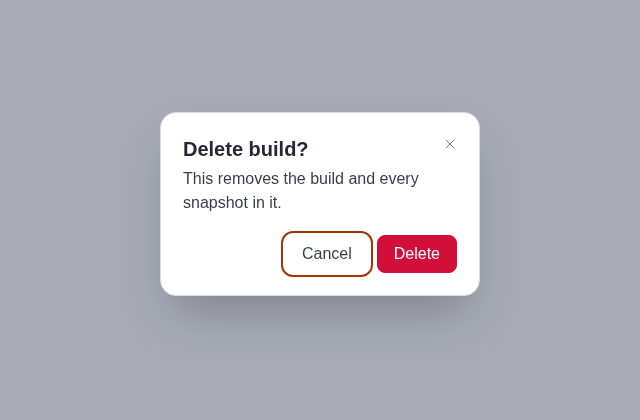 Delete build?
This removes the build and every
snapshot in it.
Cancel
Delete